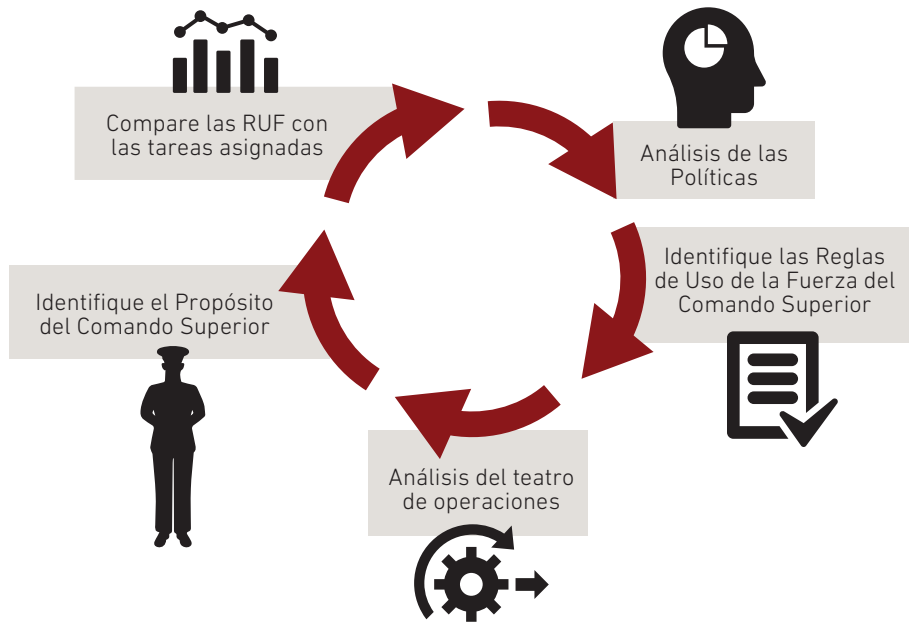 Compare las RUF con
las tareas asignadas
Análisis de las
Políticas
Identifique las Reglas
de Uso de la Fuerza del
Comando Superior
Identifique el Propósito
del Comando Superior
Análisis del teatro
de operaciones